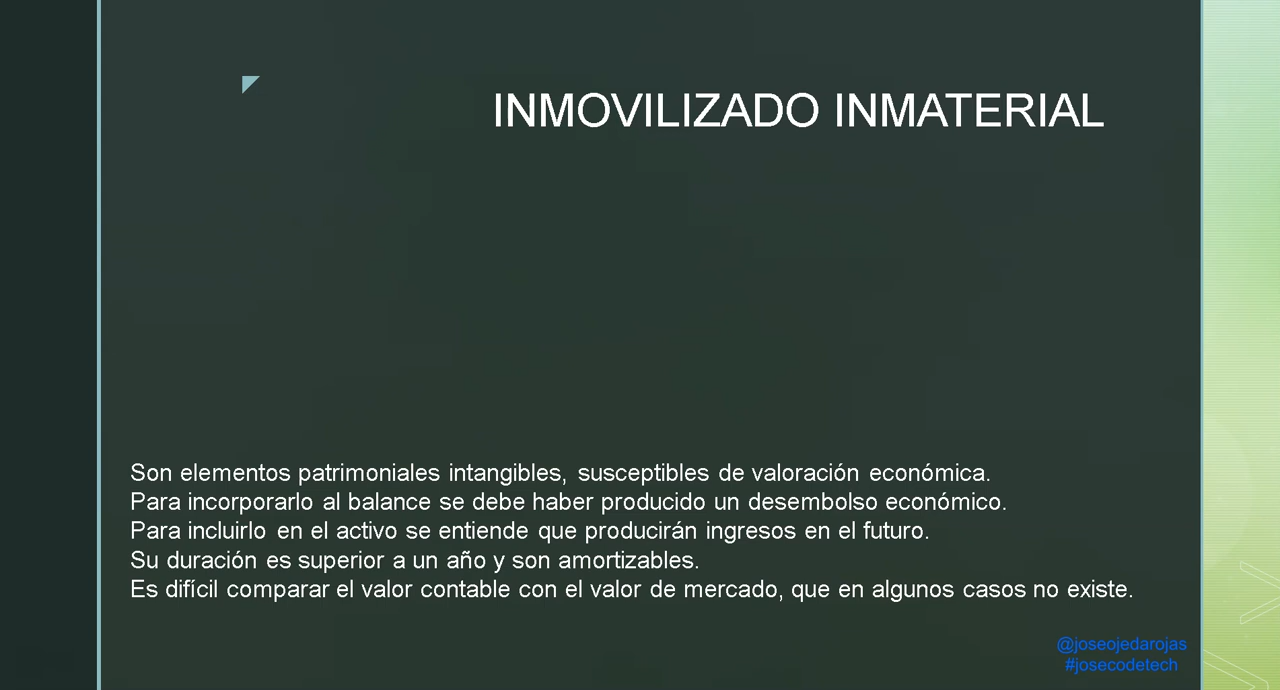 INMOVILIZADO INMATERIAL
Son elementos patrimoniales intangibles, susceptibles de valoración económica.
Para incorporarlo al balance se debe haber producido un desembolso económico.
Para incluirlo en el activo se entiende que producirán ingresos en el futuro.
Su duración es superior a un año y son amortizables.
Es difícil comparar el valor contable con el valor de mercado, que en algunos casos no existe.
@joseojedarojas
#josecodetech